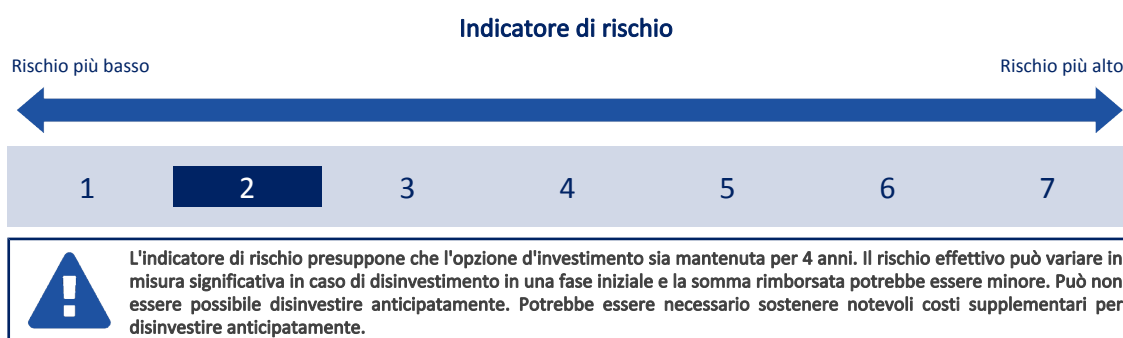 Indicatore di rischio
Rischio più basso
Rischio più alto
1 2 3 4 5 6 7
L'indicatore di rischio presuppone che l'opzione d'investimento sia mantenuta per 4 anni. Il rischio effettivo può variare in
misura significativa in caso di disinvestimento in una fase iniziale e la somma rimborsata potrebbe essere minore. Può non
essere possibile disinvestire anticipatamente. Potrebbe essere necessario sostenere notevoli costi supplementari per
disinvestire anticipatamente.